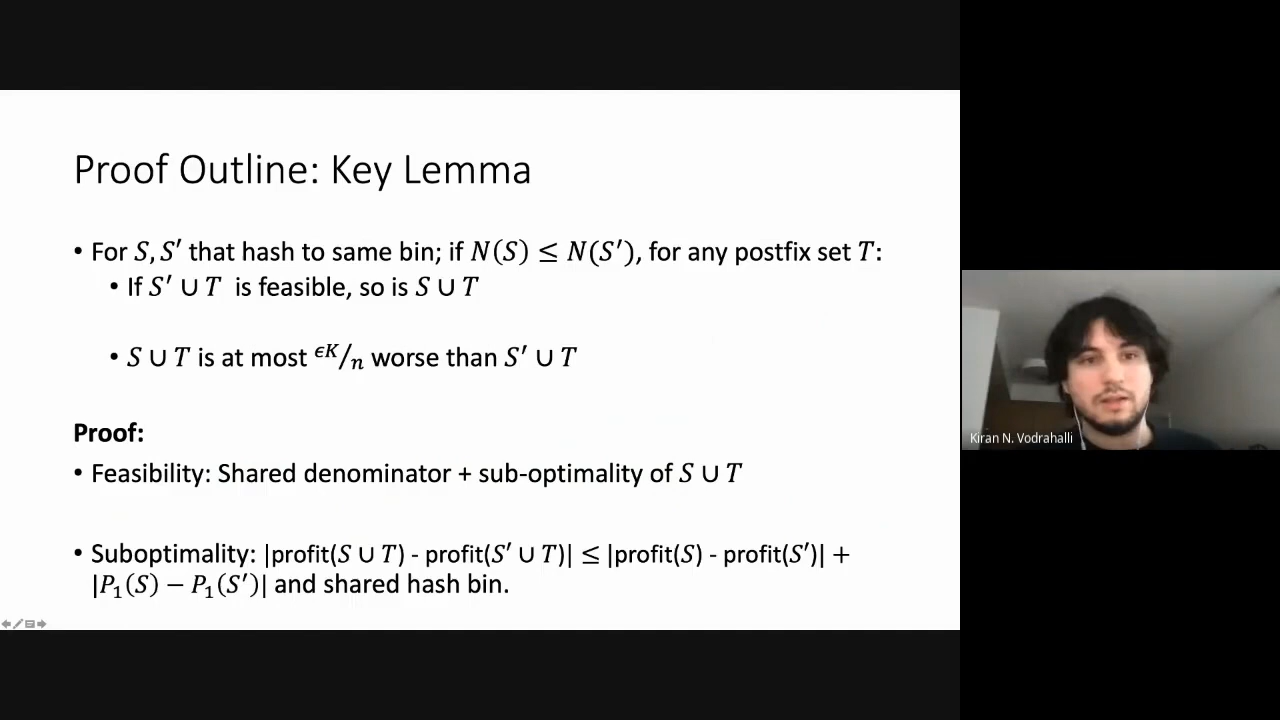 Proof Outline: Key Lemma
• For S, S′ that hash to same bin; if N(S) ≤ N(S′), for any postfix set T:
• If S′ ∪ T is feasible, so is S ∪ T
• S ∪ T is at most ϵK/n worse than S′ ∪ T
Proof:
• Feasibility: Shared denominator + sub-optimality of S ∪ T
• Suboptimality: |profit(S ∪ T) - profit(S′ ∪ T)| ≤ |profit(S) - profit(S′)| +
|P₁(S) − P₁(S′)| and shared hash bin.
Kiran N. Vodrahalli